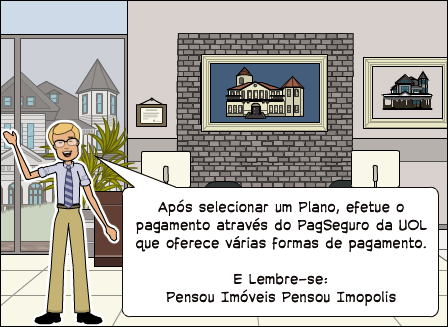 Após selecionar um Plano, efetue o
pagamento através do PagSeguro da UOL
que oferece várias formas de pagamento.
E Lembre-se:
Pensou Imóveis Pensou Imopolis